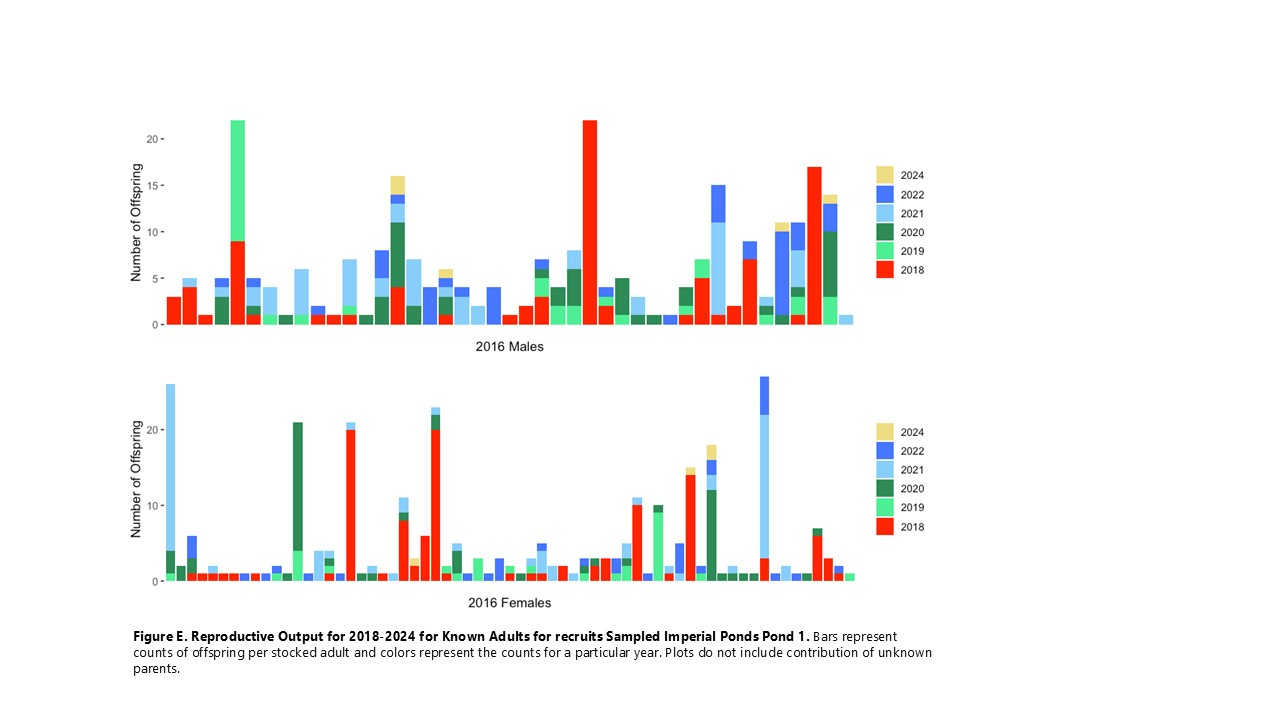 20
15
10
5
0
Number of Offspring
2016 Males
2024
2022
2021
2020
2019
2018
20
10
0
Number of Offspring
2016 Females
2024
2022
2021
2020
2019
2018
Figure E. Reproductive Output for 2018-2024 for Known Adults for recruits Sampled Imperial Ponds Pond 1. Bars represent
counts of offspring per stocked adult and colors represent the counts for a particular year. Plots do not include contribution of unknown
parents.